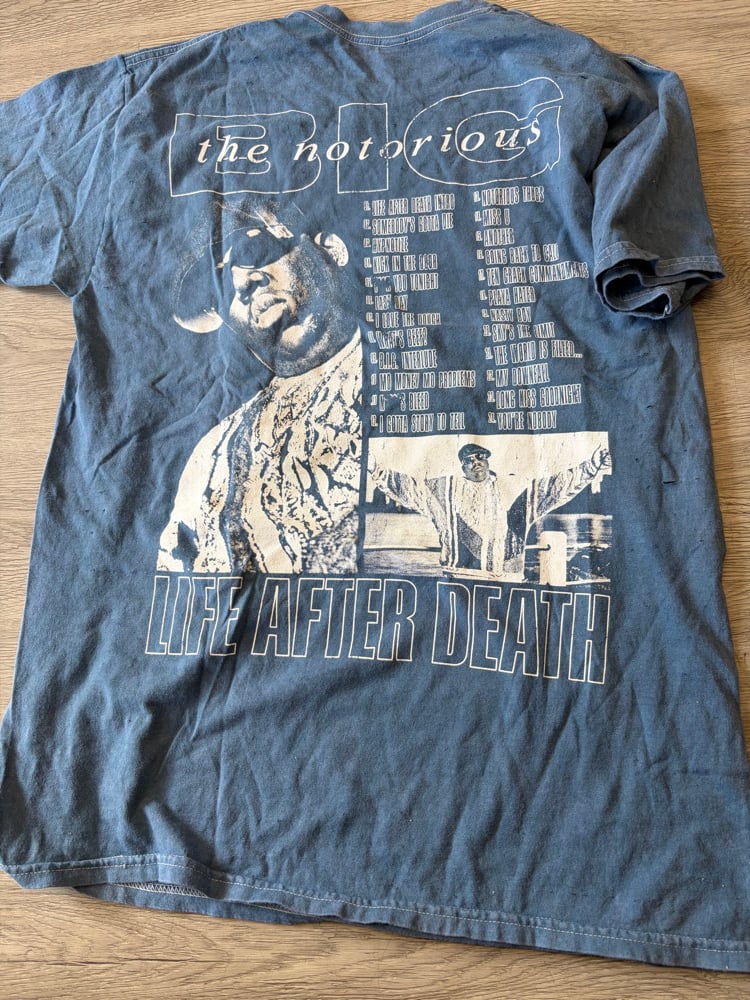 BIG
the notorious
LIFE AFTER DEATH INTRO
SOMEBODY'S GOTTA DIE
HYPNOTIZE
KICK IN THE DOOR
YOU TONIGHT
LAST DAY
I LOVE THE DOUGH
WHAT'S BEEF?
B.I.G. INTERLUDE
MO MONEY MO PROBLEMS
N***S BLEED
I GOTTA STORY TO TELL
NOTORIOUS THUGS
MISS U
ANOTHER
GOING BACK TO CALI
TEN CRACK COMMANDMENTS
PLAYA HATER
NASTY BOY
SKY'S THE LIMIT
THE WORLD IS FILLED...
MY DOWNFALL
LONG KISS GOODNIGHT
YOU'RE NOBODY
LIFE AFTER DEATH